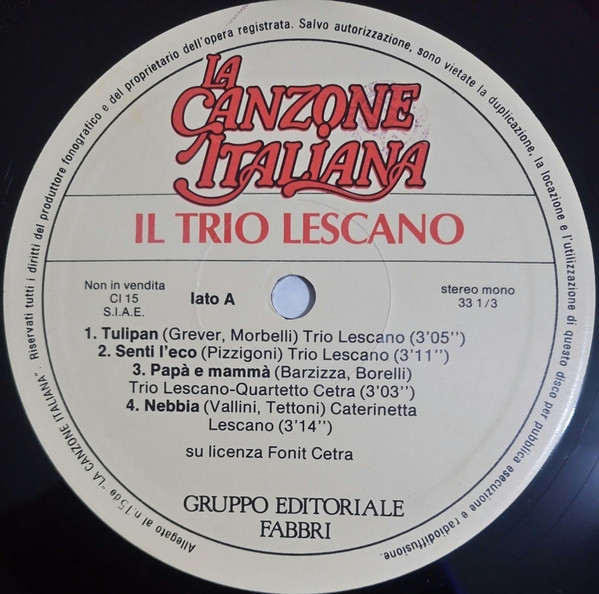 LA
CANZONE
ITALIANA
IL TRIO LESCANO
Non in vendita
CI 15
S.I.A.E.
lato A
stereo mono
33 1/3
1. Tulipan (Grever, Morbelli) Trio Lescano (3'05'')
2. Senti l'eco (Pizzigoni) Trio Lescano (3'11'')
3. Papà e mammà (Barzizza, Borelli)
Trio Lescano-Quartetto Cetra (3'03'')
4. Nebbia (Vallini, Tettoni) Caterinetta
Lescano (3'14'')
su licenza Fonit Cetra
GRUPPO EDITORIALE
FABBRI
Allegato al n. 15 de "LA CANZONE ITALIANA". Riservati tutti i diritti del produttore fonografico e del proprietario dell'opera registrata. Salvo autorizzazione, sono vietate la duplicazione, la locazione e l'utilizzazione di questo disco per pubblica esecuzione e radiodiffusione.